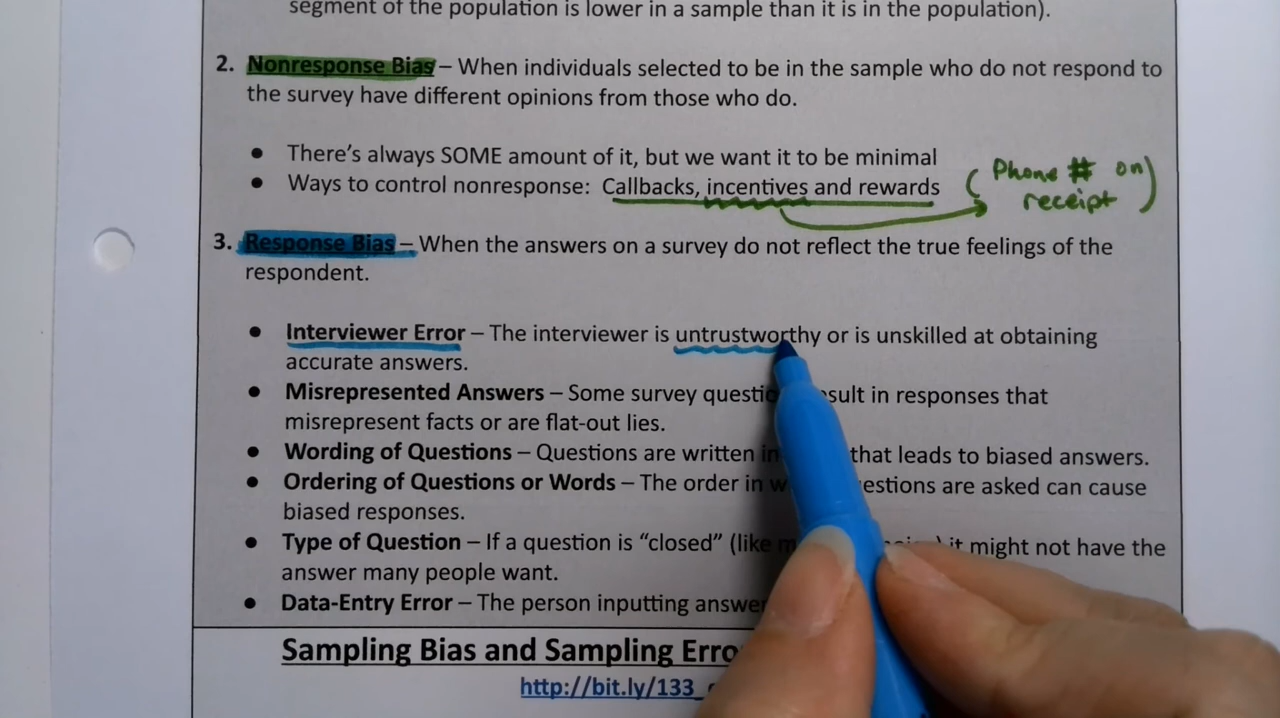 segment of the population is lower in a sample than it is in the population).
2. Nonresponse Bias – When individuals selected to be in the sample who do not respond to
the survey have different opinions from those who do.
● There's always SOME amount of it, but we want it to be minimal
● Ways to control nonresponse: Callbacks, incentives and rewards
(Phone # on
receipt)
3. Response Bias – When the answers on a survey do not reflect the true feelings of the
respondent.
● Interviewer Error – The interviewer is untrustworthy or is unskilled at obtaining
accurate answers.
● Misrepresented Answers – Some survey result in responses that
misrepresent facts or are flat-out lies.
● Wording of Questions – Questions are written in that leads to biased answers.
● Ordering of Questions or Words – The order in questions are asked can cause
biased responses.
● Type of Question – If a question is "closed" (like it might not have the
answer many people want.
● Data-Entry Error – The person inputting
Sampling Bias and Sampling
http://bit.ly/133_